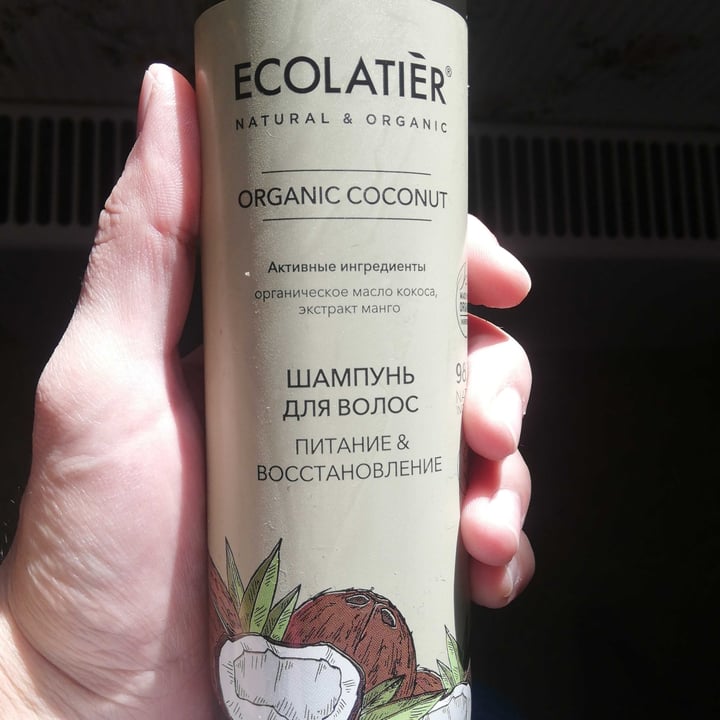 ECOLATIÈR®
NATURAL & ORGANIC
ORGANIC COCONUT
Активные ингредиенты
органическое масло кокоса,
экстракт манго
ШАМПУНЬ
ДЛЯ ВОЛОС
ПИТАНИЕ &
ВОССТАНОВЛЕНИЕ